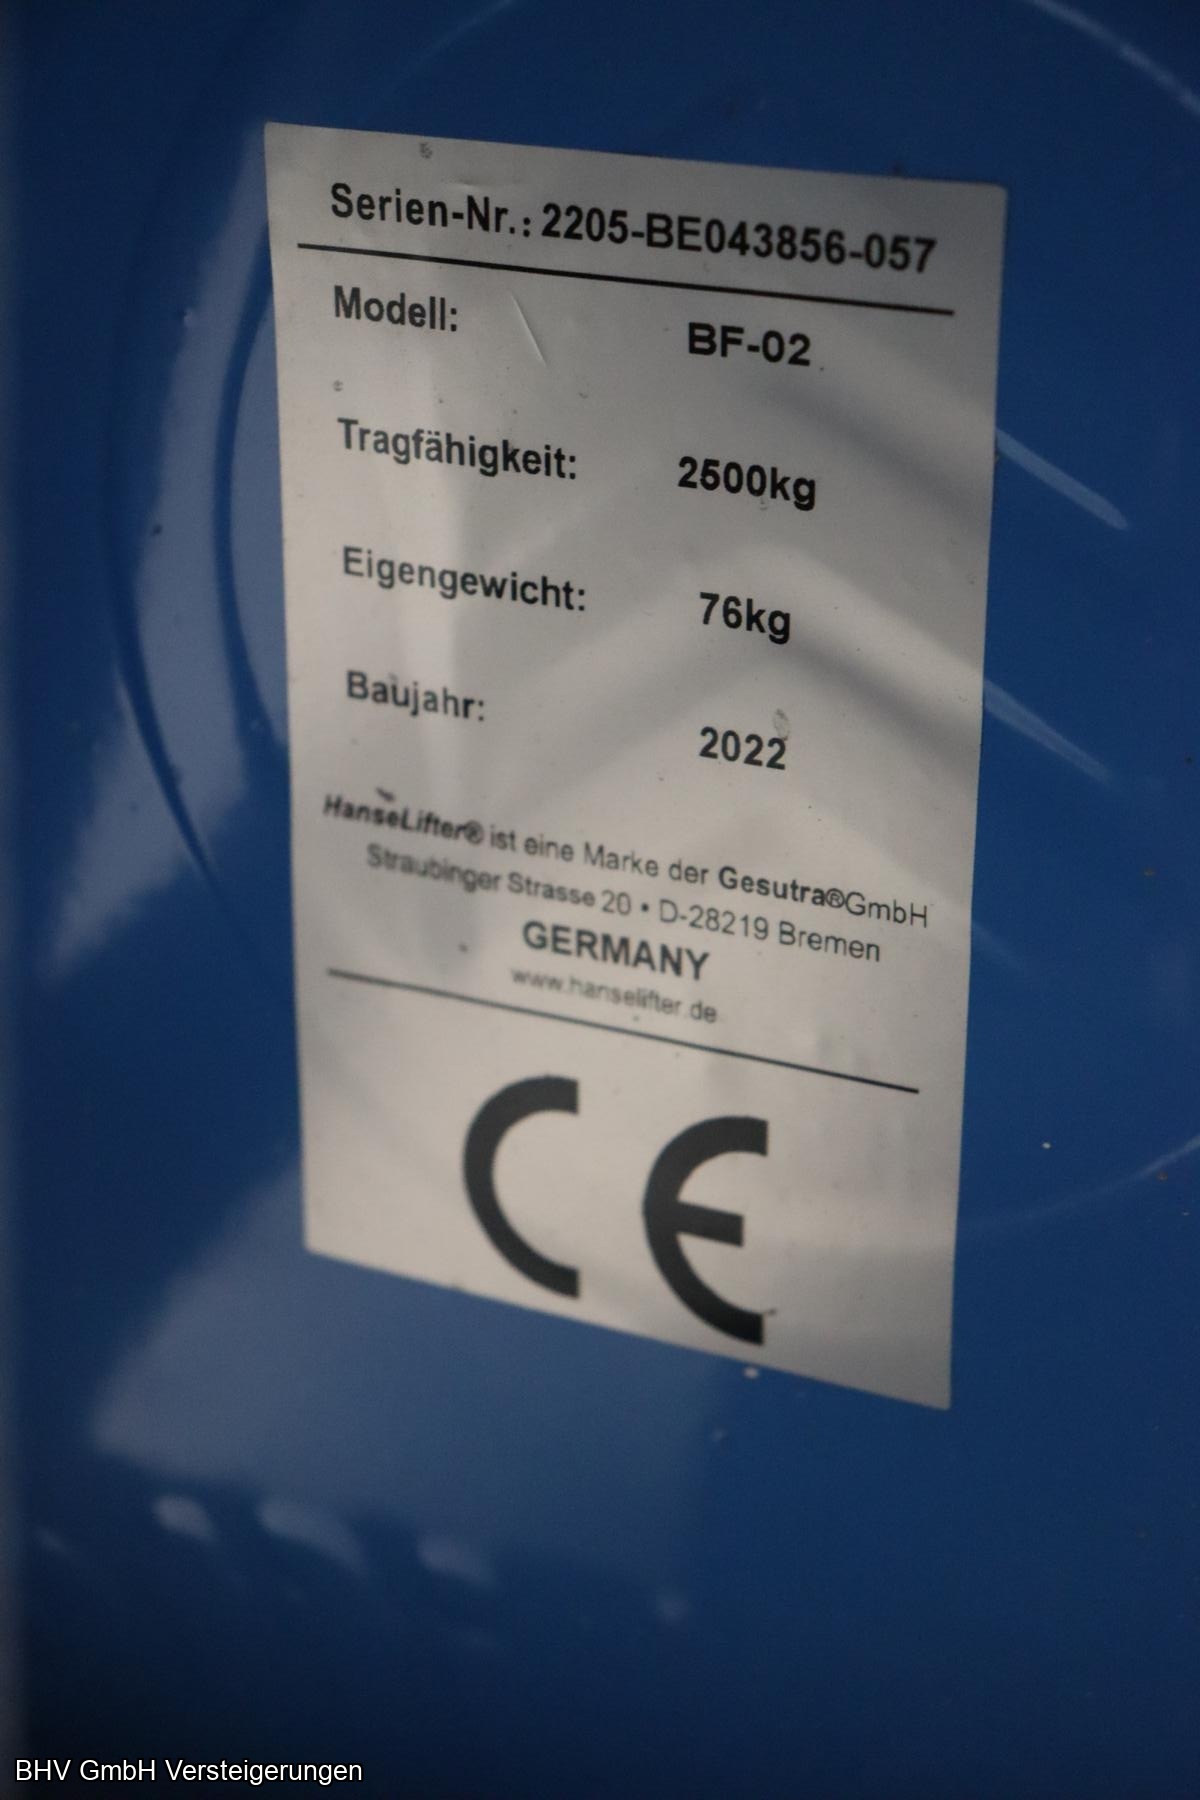 Serien-Nr.: 2205-BE043856-057
Modell: BF-02
Tragfähigkeit: 2500kg
Eigengewicht: 76kg
Baujahr: 2022
HanseLifter® ist eine Marke der Gesutra®GmbH
Straubinger Strasse 20 • D-28219 Bremen
GERMANY
www.hanselifter.de
CE
BHV GmbH Versteigerungen